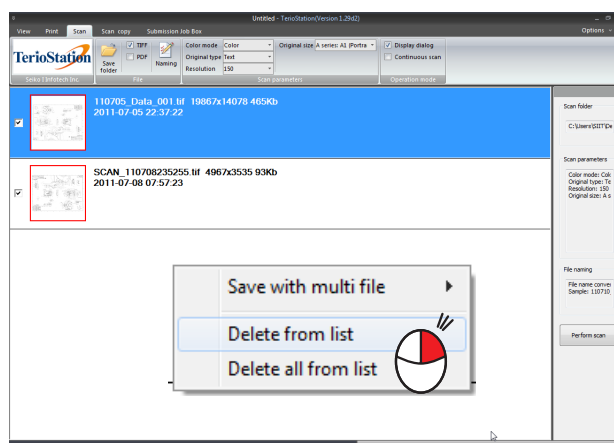 Untitled - TerioStation(Version 1.29d2)
View Print Scan Scan copy Submission Job Box Options
TerioStation
Seiko I Infotech Inc.
Save folder
TIFF
PDF
Naming
File
Color mode Color
Original type Text
Resolution 150
Original size A series: A1 (Portra
Scan parameters
Display dialog
Continuous scan
Operation mode
110705_Data_001.tif 19867x14078 465Kb
2011-07-05 22:37:22
SCAN_110708235255.tif 4967x3535 93Kb
2011-07-08 07:57:23
Save with multi file
Delete from list
Delete all from list
Scan folder
C:\Users\SIIT\De
Scan parameters
Color mode: Colo
Original type: Te
Resolution: 150
Original size: A s
File naming
File name conver
Sample: 110710_
Perform scan